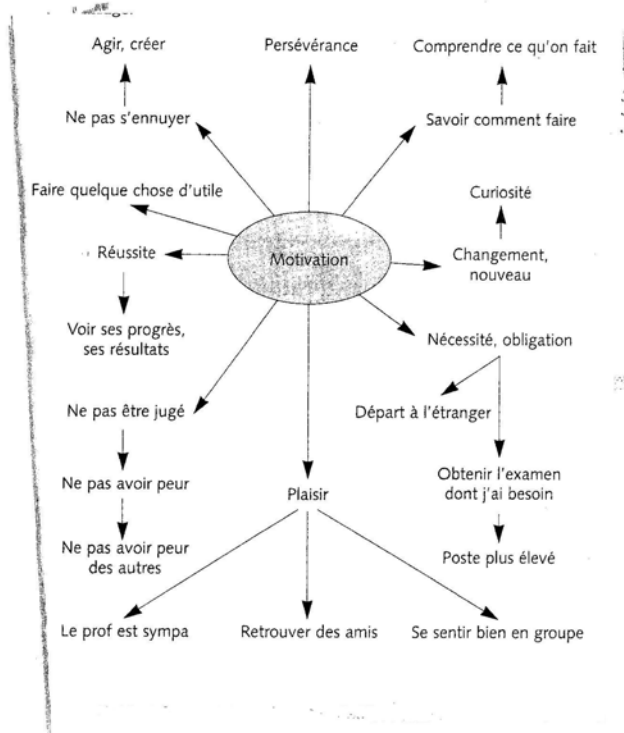 Agir, créer
Persévérance
Comprendre ce qu'on fait
Ne pas s'ennuyer
Savoir comment faire
Faire quelque chose d'utile
Curiosité
Réussite
Motivation
Changement,
nouveau
Voir ses progrès,
ses résultats
Nécessité, obligation
Ne pas être jugé
Départ à l'étranger
Ne pas avoir peur
Plaisir
Obtenir l'examen
dont j'ai besoin
Ne pas avoir peur
des autres
Poste plus élevé
Le prof est sympa
Retrouver des amis
Se sentir bien en groupe